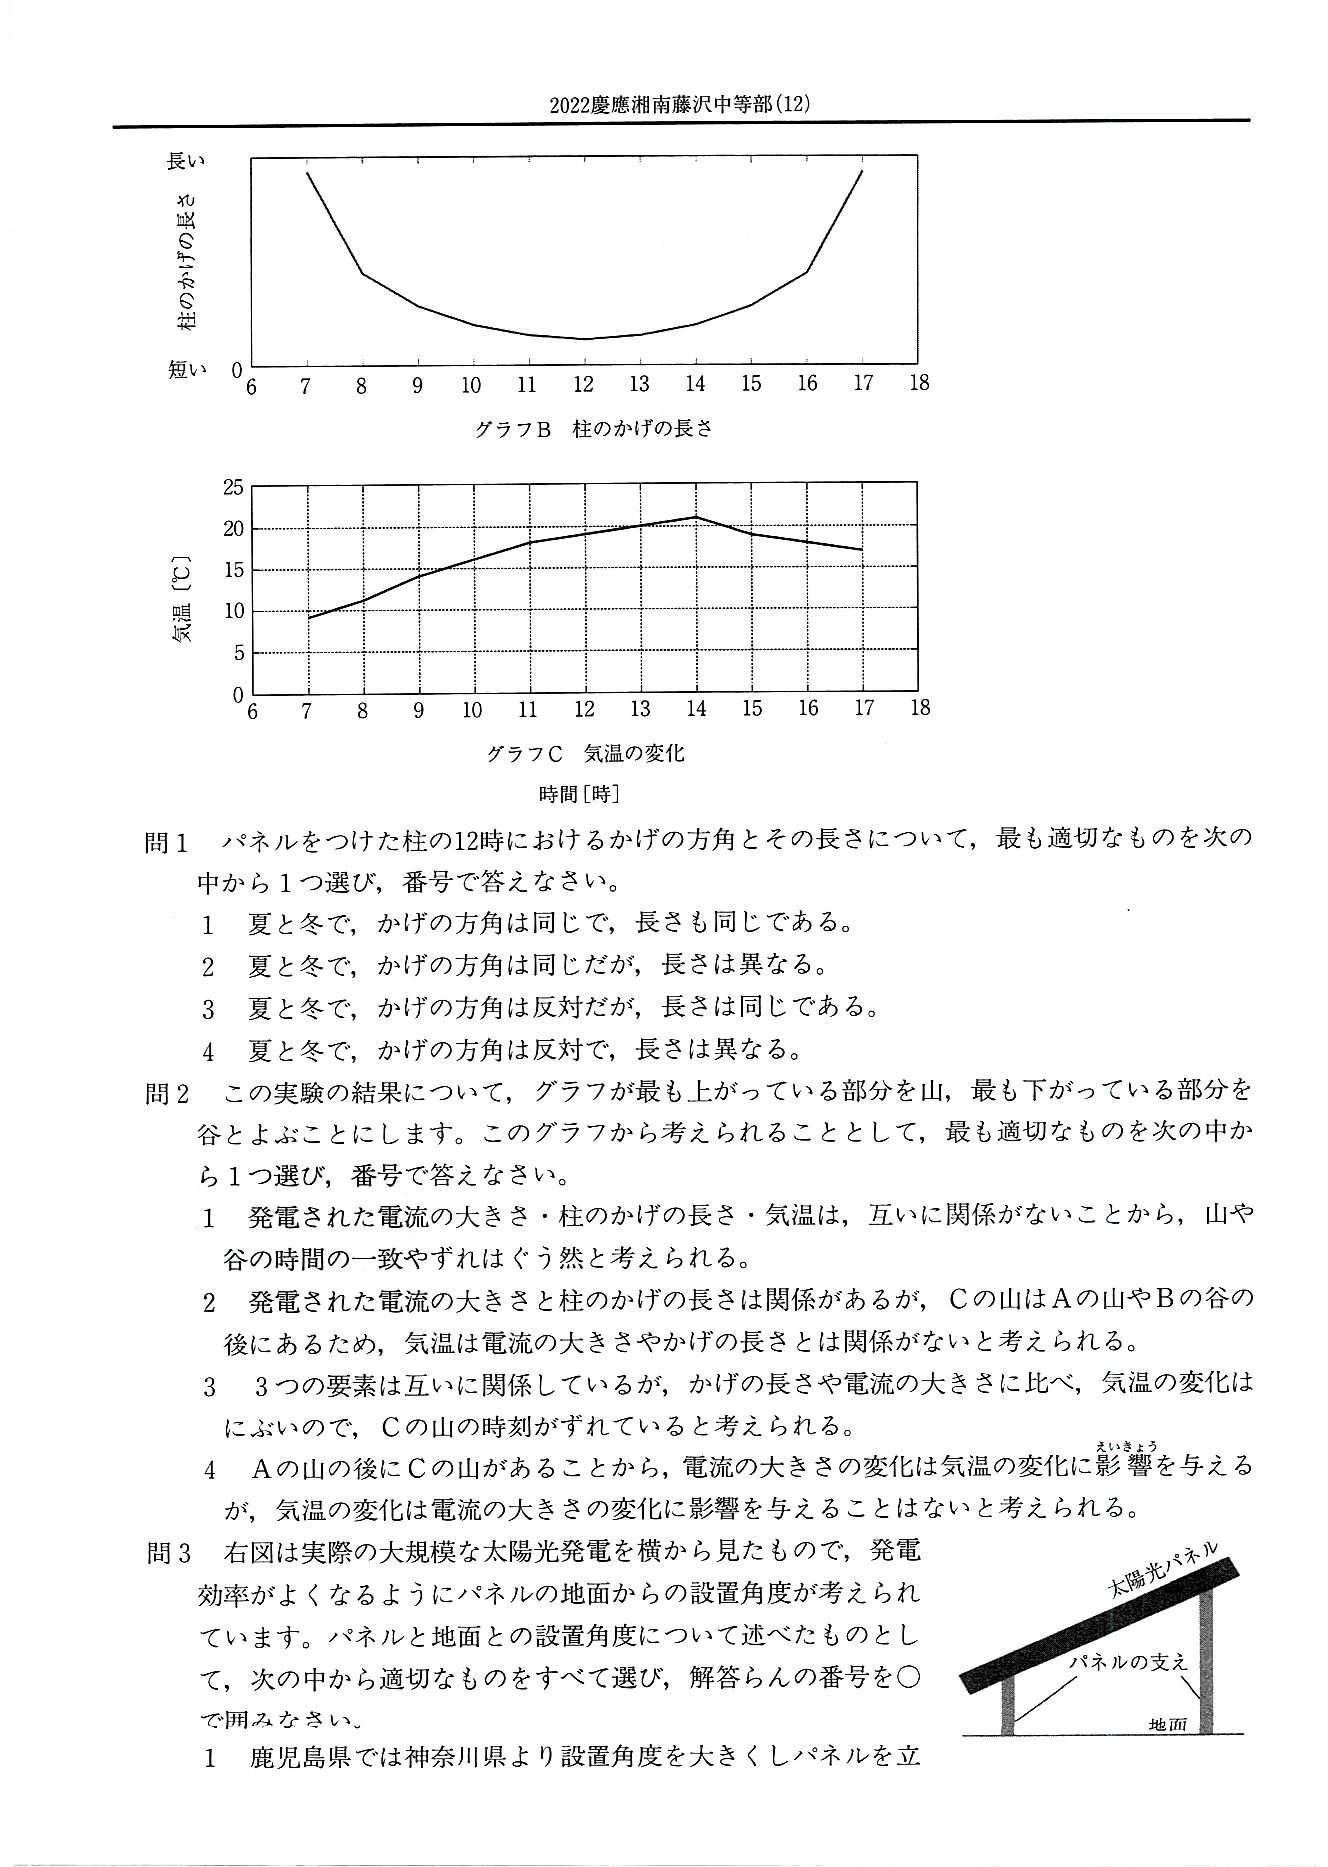 2022慶應湘南藤沢中等部(12)
長い
柱のかげの長さ
短い
0
6 7 8 9 10 11 12 13 14 15 16 17 18
グラフB 柱のかげの長さ
25
20
15
10
5
0
気温〔℃〕
6 7 8 9 10 11 12 13 14 15 16 17 18
グラフC 気温の変化
時間[時]
問1 パネルをつけた柱の12時におけるかげの方角とその長さについて，最も適切なものを次の
中から1つ選び，番号で答えなさい。
1 夏と冬で，かげの方角は同じで，長さも同じである。
2 夏と冬で，かげの方角は同じだが，長さは異なる。
3 夏と冬で，かげの方角は反対だが，長さは同じである。
4 夏と冬で，かげの方角は反対で，長さは異なる。
問2 この実験の結果について，グラフが最も上がっている部分を山，最も下がっている部分を
谷とよぶことにします。このグラフから考えられることとして，最も適切なものを次の中か
ら1つ選び，番号で答えなさい。
1 発電された電流の大きさ・柱のかげの長さ・気温は，互いに関係がないことから，山や
谷の時間の一致やずれはぐう然と考えられる。
2 発電された電流の大きさと柱のかげの長さは関係があるが，Cの山はAの山やBの谷の
後にあるため，気温は電流の大きさやかげの長さとは関係がないと考えられる。
3 3つの要素は互いに関係しているが，かげの長さや電流の大きさに比べ，気温の変化は
にぶいので，Cの山の時刻がずれていると考えられる。
えいきょう
4 Aの山の後にCの山があることから，電流の大きさの変化は気温の変化に影響を与える
が，気温の変化は電流の大きさの変化に影響を与えることはないと考えられる。
問3 右図は実際の大規模な太陽光発電を横から見たもので，発電
効率がよくなるようにパネルの地面からの設置角度が考えられ
ています。パネルと地面との設置角度について述べたものとし
て，次の中から適切なものをすべて選び，解答らんの番号を○
で囲みなさい。
1 鹿児島県では神奈川県より設置角度を大きくしパネルを立
太陽光パネル
パネルの支え
地面